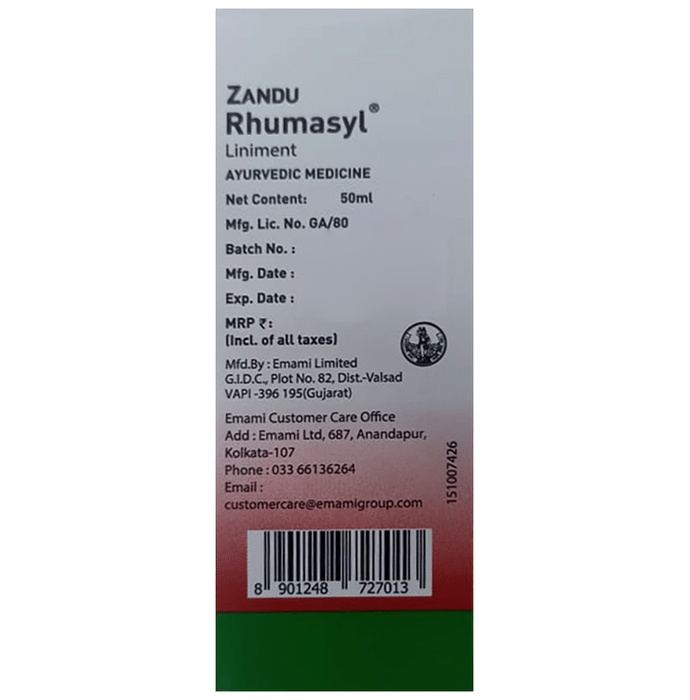 ZANDU
Rhumasyl®
Liniment
AYURVEDIC MEDICINE
Net Content: 50ml
Mfg. Lic. No. GA/80
Batch No. :
Mfg. Date :
Exp. Date :
MRP ₹:
(Incl. of all taxes)
Mfd.By : Emami Limited
G.I.D.C., Plot No. 82, Dist.-Valsad
VAPI -396 195(Gujarat)
Emami Customer Care Office
Add : Emami Ltd, 687, Anandapur,
Kolkata-107
Phone : 033 66136264
Email :
customercare@emamigroup.com
151007426
8 901248 727013